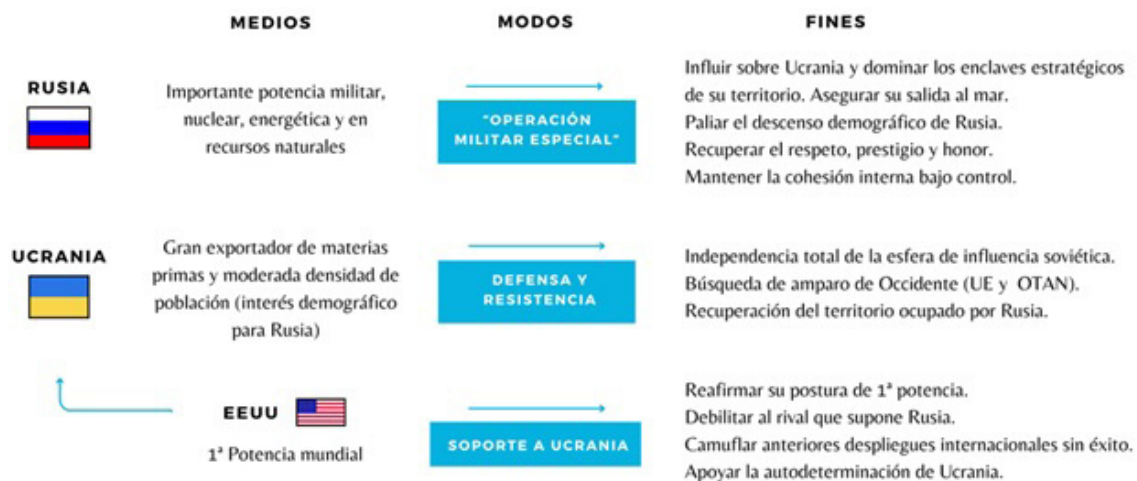 MEDIOS
MODOS
FINES
RUSIA
Importante potencia militar,
nuclear, energética y en
recursos naturales
"OPERACIÓN
MILITAR ESPECIAL"
Influir sobre Ucrania y dominar los enclaves estratégicos
de su territorio. Asegurar su salida al mar.
Paliar el descenso demográfico de Rusia.
Recuperar el respeto, prestigio y honor.
Mantener la cohesión interna bajo control.
UCRANIA
Gran exportador de materias
primas y moderada densidad de
población (interés demográfico
para Rusia)
DEFENSA Y
RESISTENCIA
Independencia total de la esfera de influencia soviética.
Búsqueda de amparo de Occidente (UE y OTAN).
Recuperación del territorio ocupado por Rusia.
EEUU
1ª Potencia mundial
SOPORTE A UCRANIA
Reafirmar su postura de 1ª potencia.
Debilitar al rival que supone Rusia.
Camuflar anteriores despliegues internacionales sin éxito.
Apoyar la autodeterminación de Ucrania.